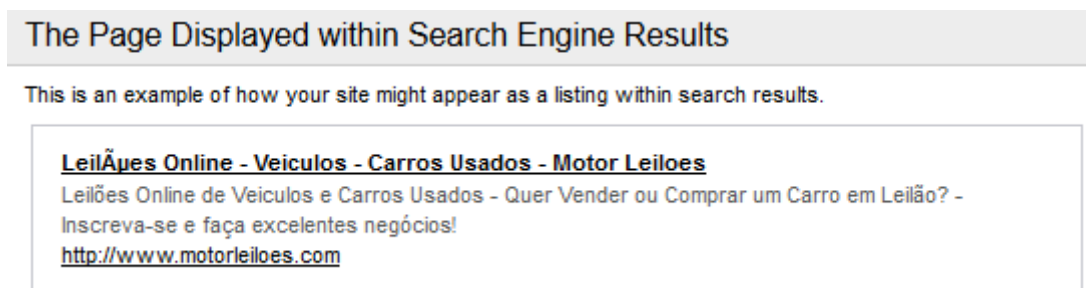 The Page Displayed within Search Engine Results
This is an example of how your site might appear as a listing within search results.
LeilÃµes Online - Veiculos - Carros Usados - Motor Leiloes
Leilões Online de Veiculos e Carros Usados - Quer Vender ou Comprar um Carro em Leilão? -
Inscreva-se e faça excelentes negócios!
http://www.motorleiloes.com